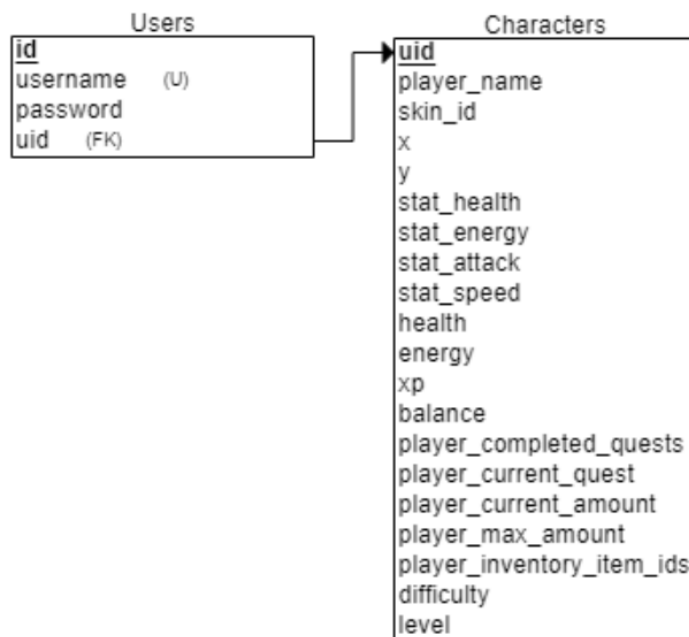 Users
id
username (U)
password
uid (FK)
Characters
uid
player_name
skin_id
x
y
stat_health
stat_energy
stat_attack
stat_speed
health
energy
xp
balance
player_completed_quests
player_current_quest
player_current_amount
player_max_amount
player_inventory_item_ids
difficulty
level